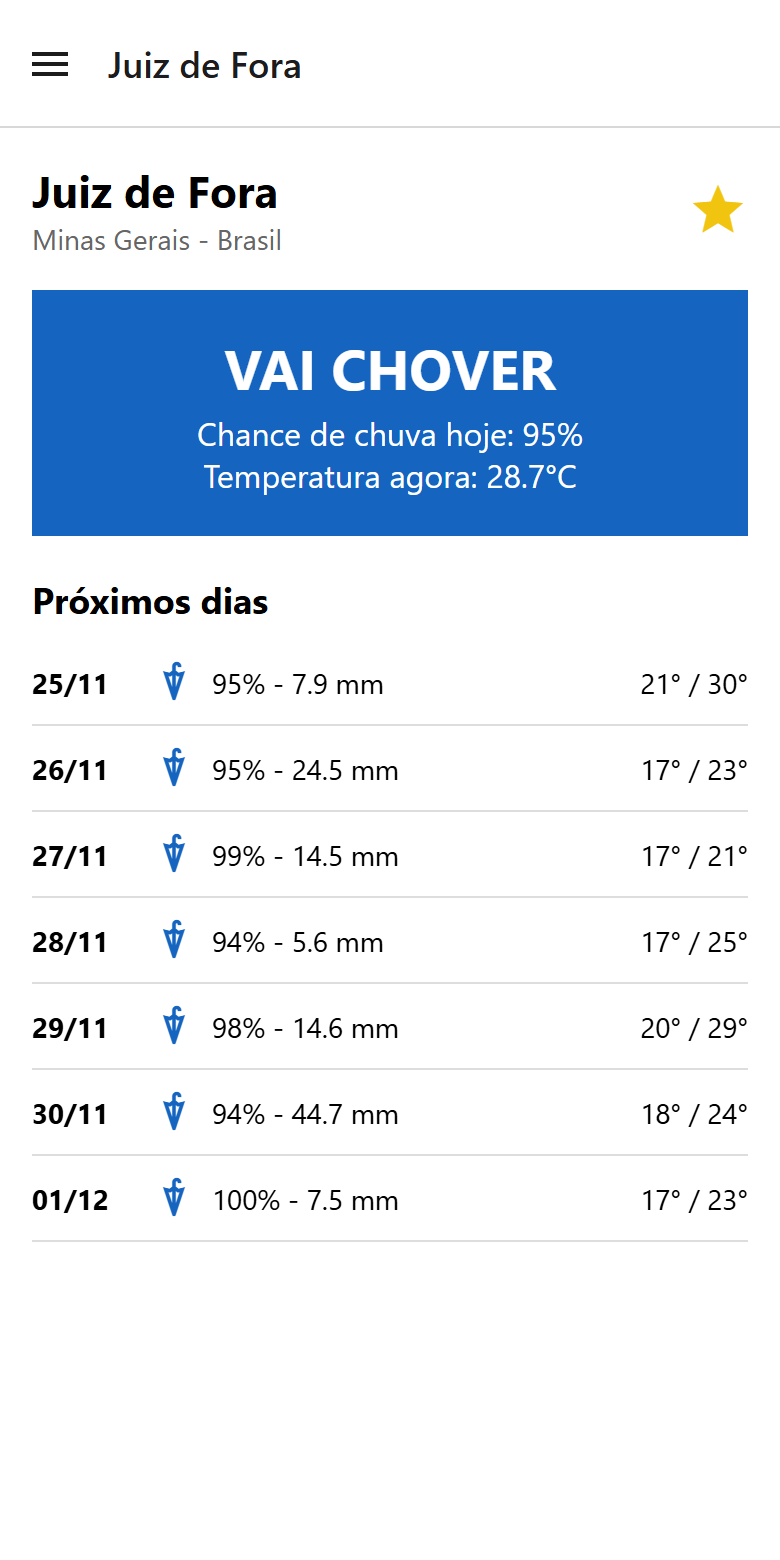 Juiz de Fora
Juiz de Fora
Minas Gerais - Brasil
VAI CHOVER
Chance de chuva hoje: 95%
Temperatura agora: 28.7°C
Próximos dias
25/11 95% - 7.9 mm 21° / 30°
26/11 95% - 24.5 mm 17° / 23°
27/11 99% - 14.5 mm 17° / 21°
28/11 94% - 5.6 mm 17° / 25°
29/11 98% - 14.6 mm 20° / 29°
30/11 94% - 44.7 mm 18° / 24°
01/12 100% - 7.5 mm 17° / 23°